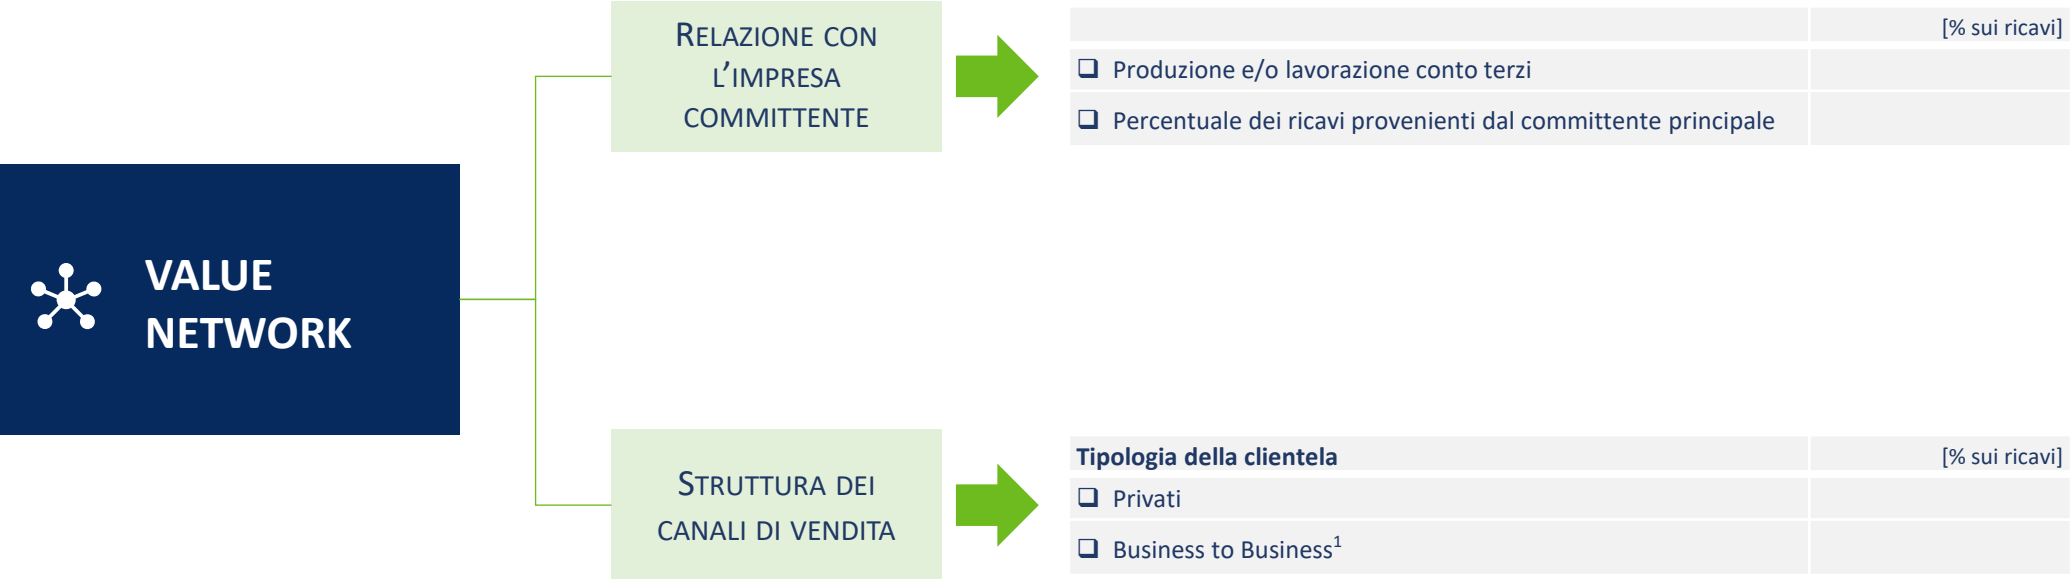 VALUE
NETWORK
RELAZIONE CON
L'IMPRESA
COMMITTENTE
[% sui ricavi]
Produzione e/o lavorazione conto terzi
Percentuale dei ricavi provenienti dal committente principale
STRUTTURA DEI
CANALI DI VENDITA
Tipologia della clientela [% sui ricavi]
Privati
Business to Business¹